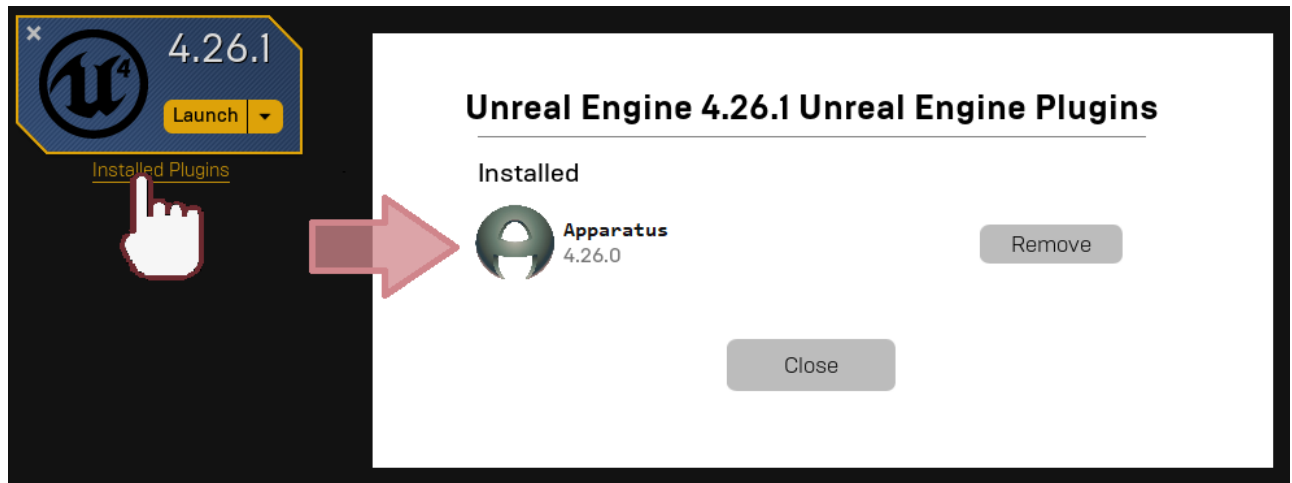 4.26.1
Launch
Installed Plugins
Unreal Engine 4.26.1 Unreal Engine Plugins
Installed
Apparatus
4.26.0
Remove
Close